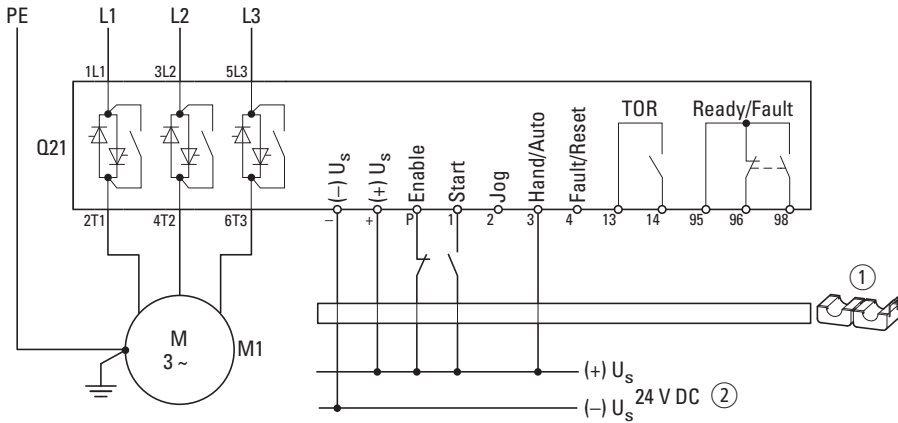 PE L1 L2 L3
1L1 3L2 5L3
Q21
TOR Ready/Fault
(-) Us (+) Us Enable Start Jog Hand/Auto Fault/Reset
2T1 4T2 6T3 – + P 1 2 3 4 13 14 95 96 98
1
M
3 ~
M1
(+) Us
(–) Us 24 V DC 2